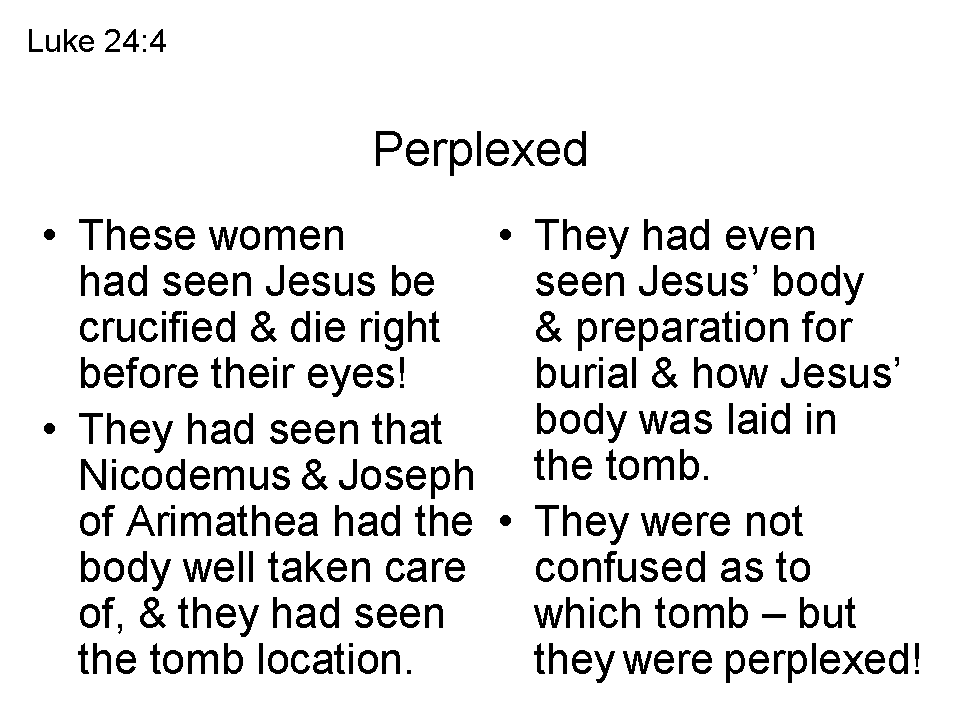 Luke 24:4
Perplexed
• These women
had seen Jesus be
crucified & die right
before their eyes!
• They had seen that
Nicodemus & Joseph
of Arimathea had the
body well taken care
of, & they had seen
the tomb location.
• They had even
seen Jesus’ body
& preparation for
burial & how Jesus’
body was laid in
the tomb.
• They were not
confused as to
which tomb – but
they were perplexed!